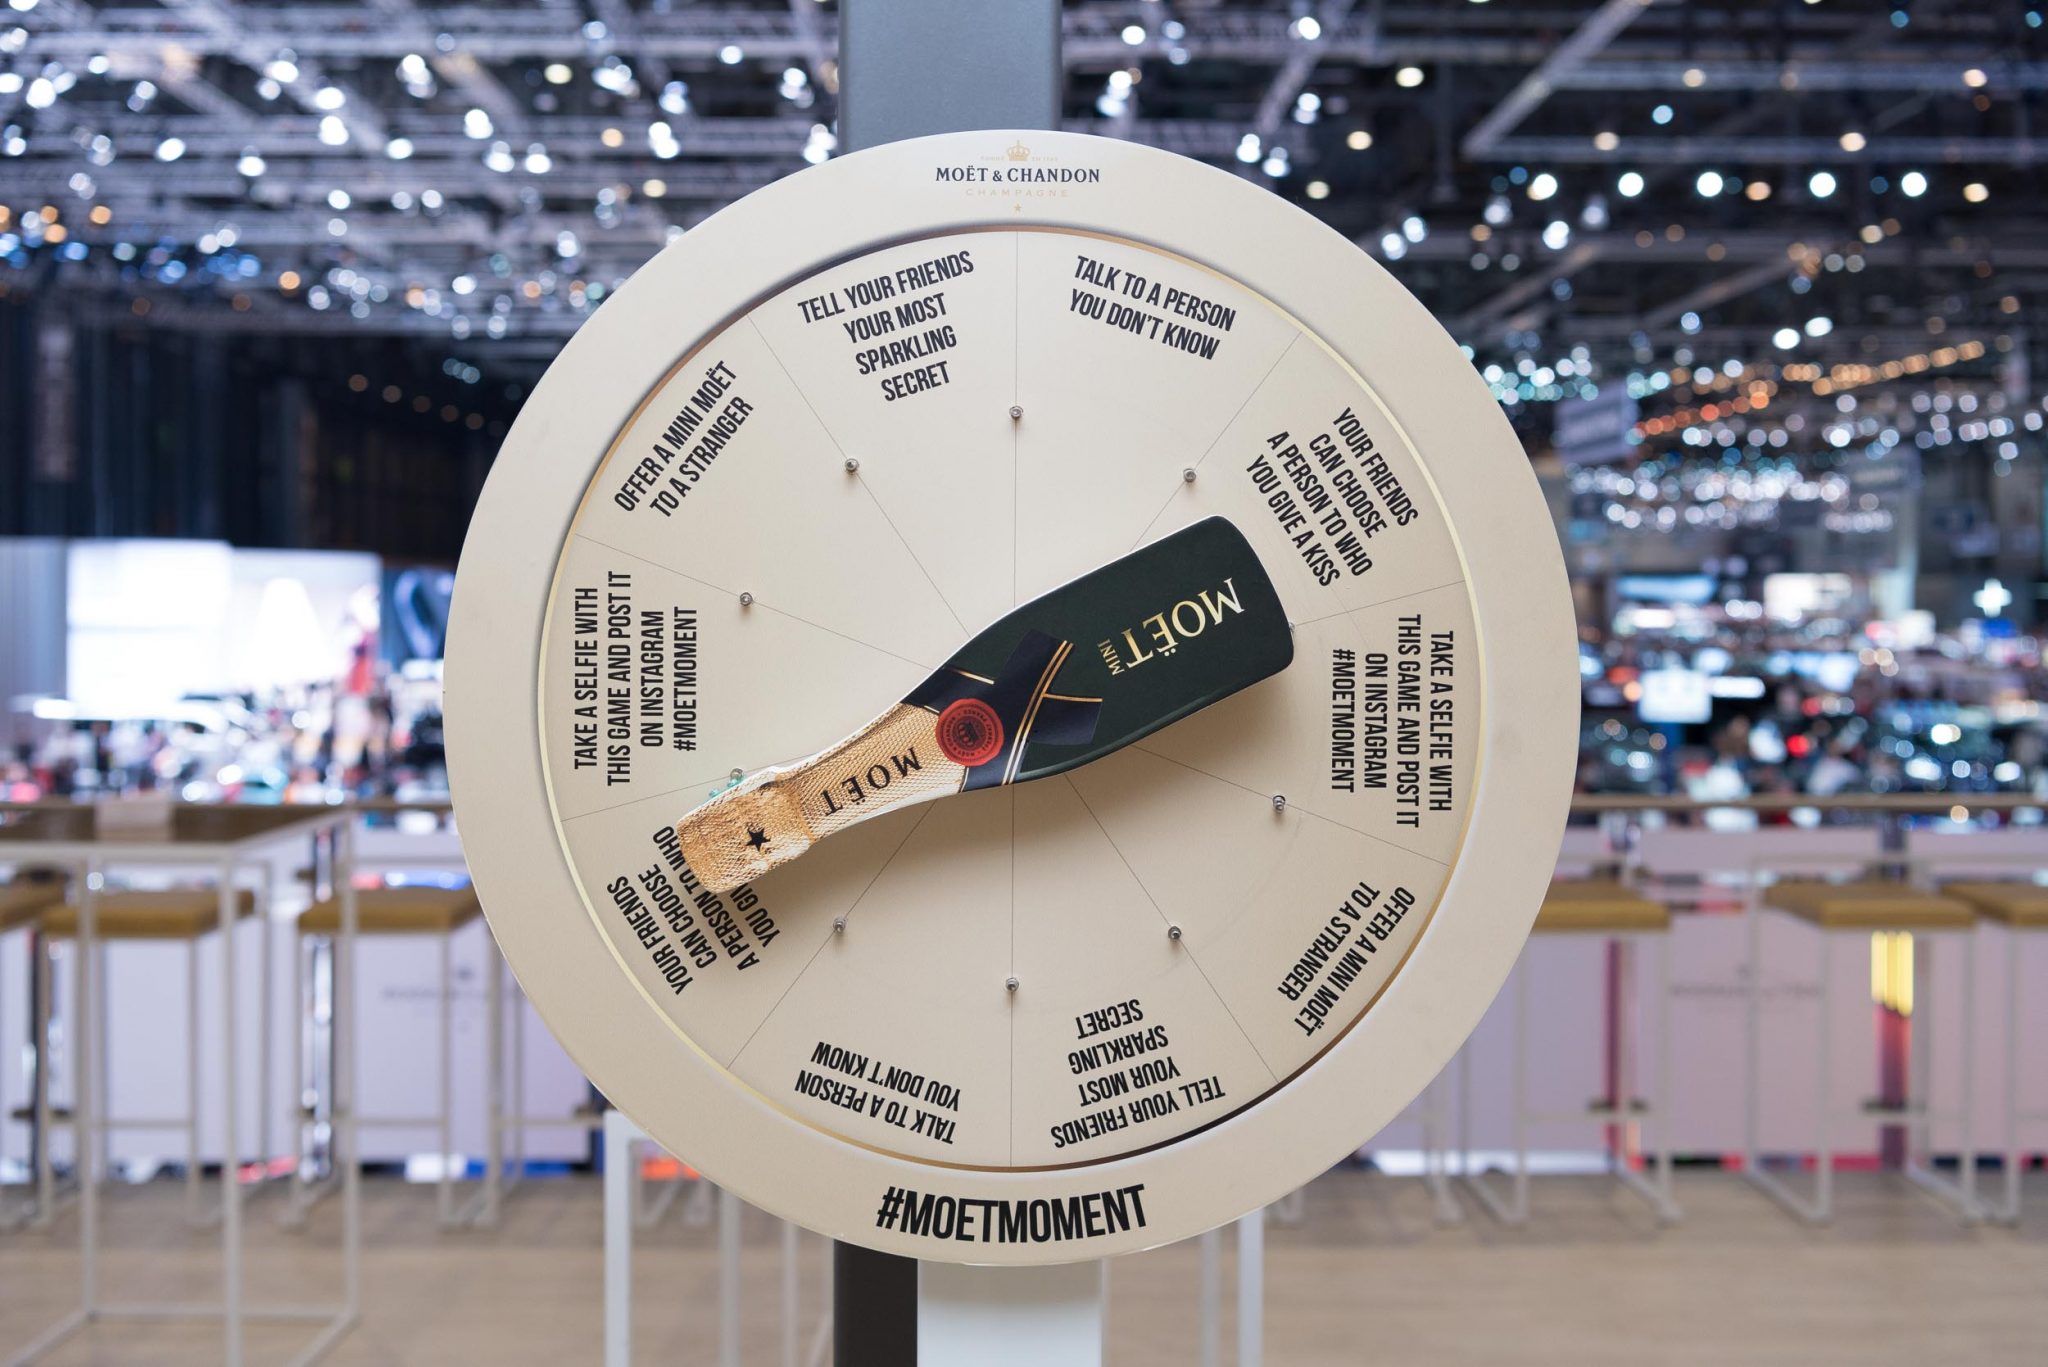 MOËT & CHANDON
CHAMPAGNE
TALK TO A PERSON
YOU DON'T KNOW
YOUR FRIENDS
CAN CHOOSE
A PERSON TO WHO
YOU GIVE A KISS
TAKE A SELFIE WITH
THIS GAME AND POST IT
ON INSTAGRAM
#MOETMOMENT
OFFER A MINI MOËT
TO A STRANGER
TELL YOUR FRIENDS
YOUR MOST
SPARKLING
SECRET
TALK TO A PERSON
YOU DON'T KNOW
YOUR FRIENDS
CAN CHOOSE
A PERSON TO WHO
YOU
TAKE A SELFIE WITH
THIS GAME AND POST IT
ON INSTAGRAM
#MOETMOMENT
OFFER A MINI MOËT
TO A STRANGER
TELL YOUR FRIENDS
YOUR MOST
SPARKLING
SECRET
MINI
MOËT
MOËT
#MOETMOMENT